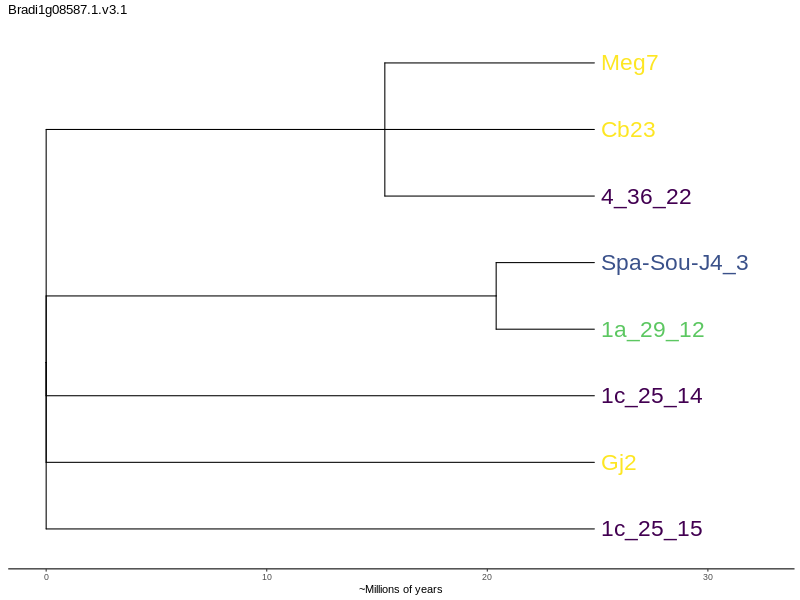 Bradi1g08587.1.v3.1
Meg7
Cb23
4_36_22
Spa-Sou-J4_3
1a_29_12
1c_25_14
Gj2
1c_25_15
0 10 20 30
~Millions of years